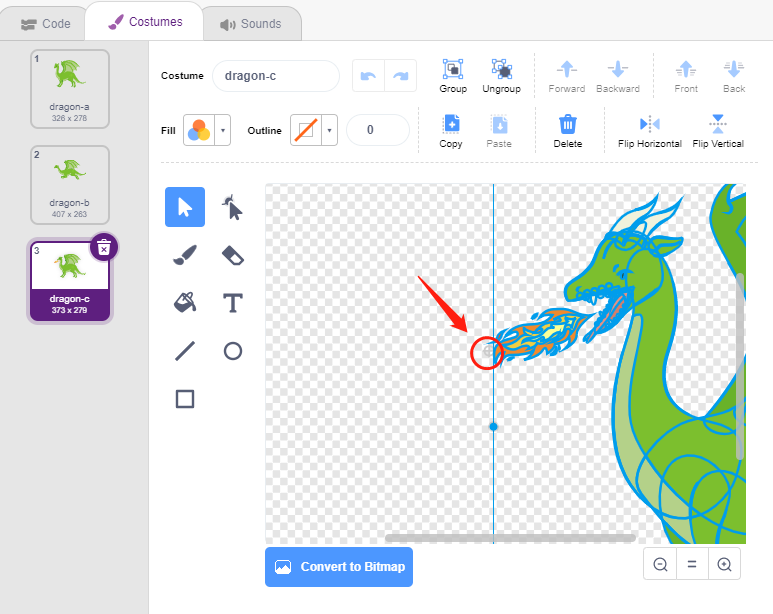 Code
Costumes
Sounds
1
dragon-a
326 x 278
2
dragon-b
407 x 263
3
dragon-c
373 x 279
Costume
dragon-c
Group
Ungroup
Forward
Backward
Front
Back
Fill
Outline
0
Copy
Paste
Delete
Flip Horizontal
Flip Vertical
T
Convert to Bitmap